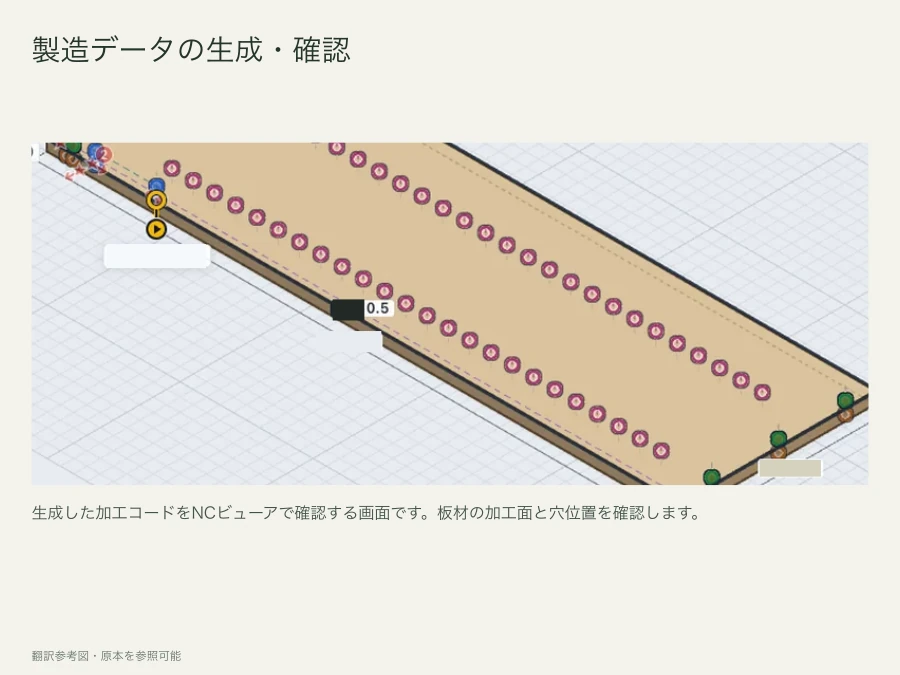 製造データの生成・確認
2
0.5
生成した加工コードをNCビューアで確認する画面です。板材の加工面と穴位置を確認します。
翻訳参考図・原本を参照可能